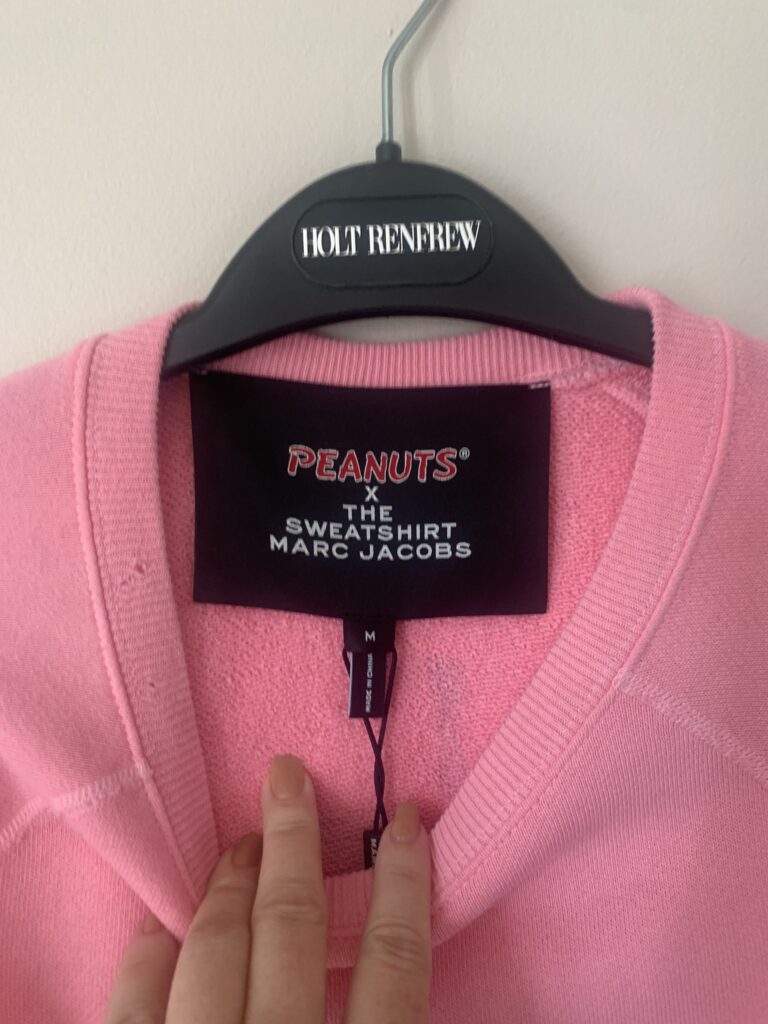 HOLT RENFREW
PEANUTS®
X
THE
SWEATSHIRT
MARC JACOBS
M
MADE IN CHINA